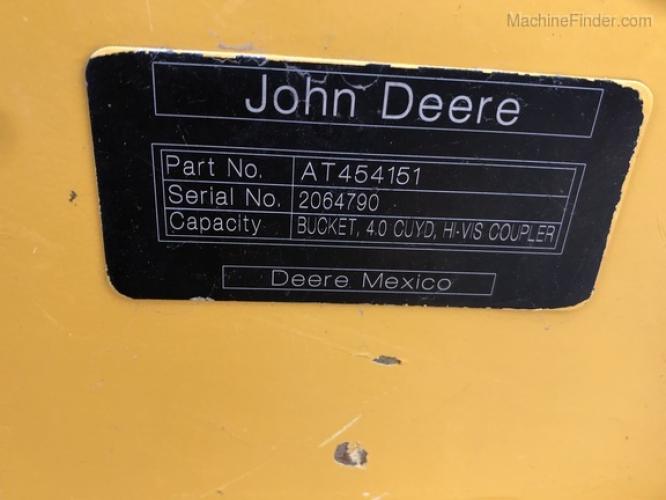 MachineFinder.com
John Deere
Part No. AT454151
Serial No. 2064790
Capacity BUCKET, 4.0 CUYD, HI-VIS COUPLER
Deere Mexico